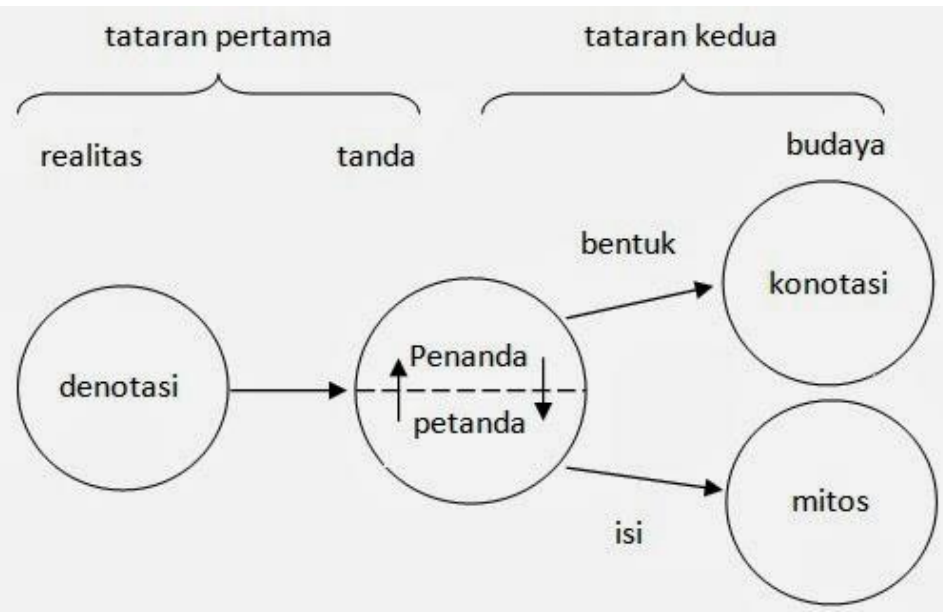 tataran pertama
tataran kedua
realitas
tanda
budaya
bentuk
konotasi
denotasi
Penanda
petanda
isi
mitos